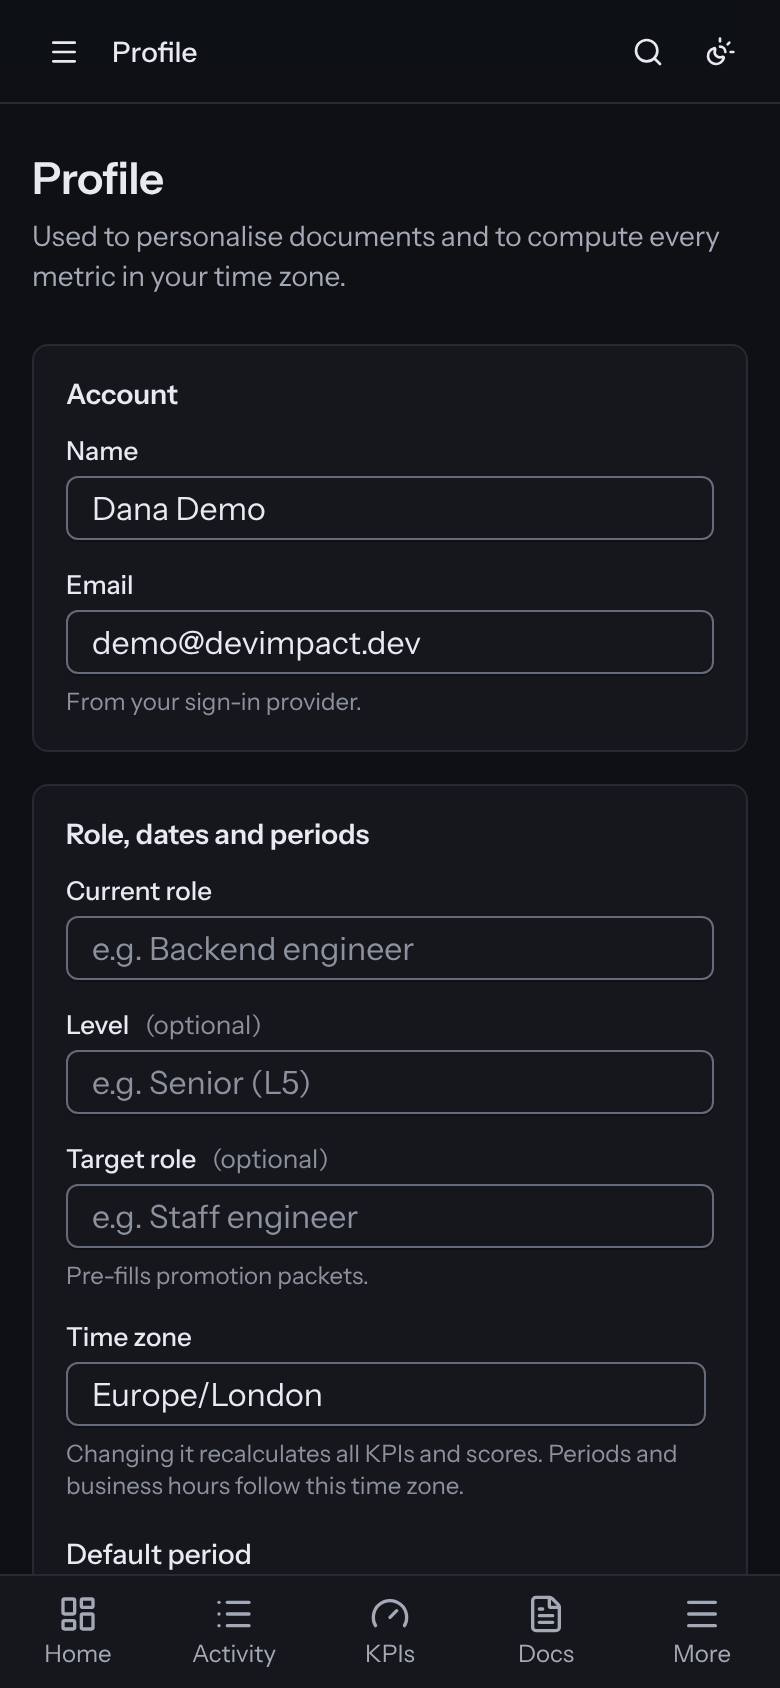 Profile
Profile
Used to personalise documents and to compute every
metric in your time zone.
Account
Name
Dana Demo
Email
demo@devimpact.dev
From your sign-in provider.
Role, dates and periods
Current role
e.g. Backend engineer
Level (optional)
e.g. Senior (L5)
Target role (optional)
e.g. Staff engineer
Pre-fills promotion packets.
Time zone
Europe/London
Changing it recalculates all KPIs and scores. Periods and
business hours follow this time zone.
Default period
Home Activity KPIs Docs More